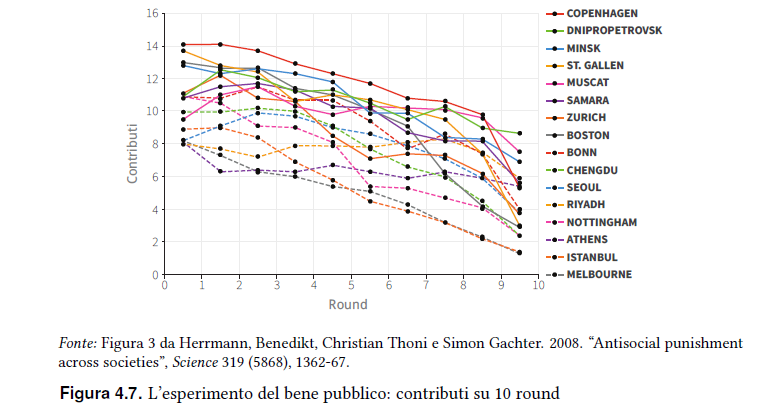 16
14
12
10
8
6
4
2
0
Contributi
0 1 2 3 4 5 6 7 8 9 10
Round
COPENHAGEN
DNIPROPETROVSK
MINSK
ST. GALLEN
MUSCAT
SAMARA
ZURICH
BOSTON
BONN
CHENGDU
SEOUL
RIYADH
NOTTINGHAM
ATHENS
ISTANBUL
MELBOURNE
Fonte: Figura 3 da Herrmann, Benedikt, Christian Thoni e Simon Gachter. 2008. “Antisocial punishment
across societies”, Science 319 (5868), 1362-67.
Figura 4.7. L’esperimento del bene pubblico: contributi su 10 round